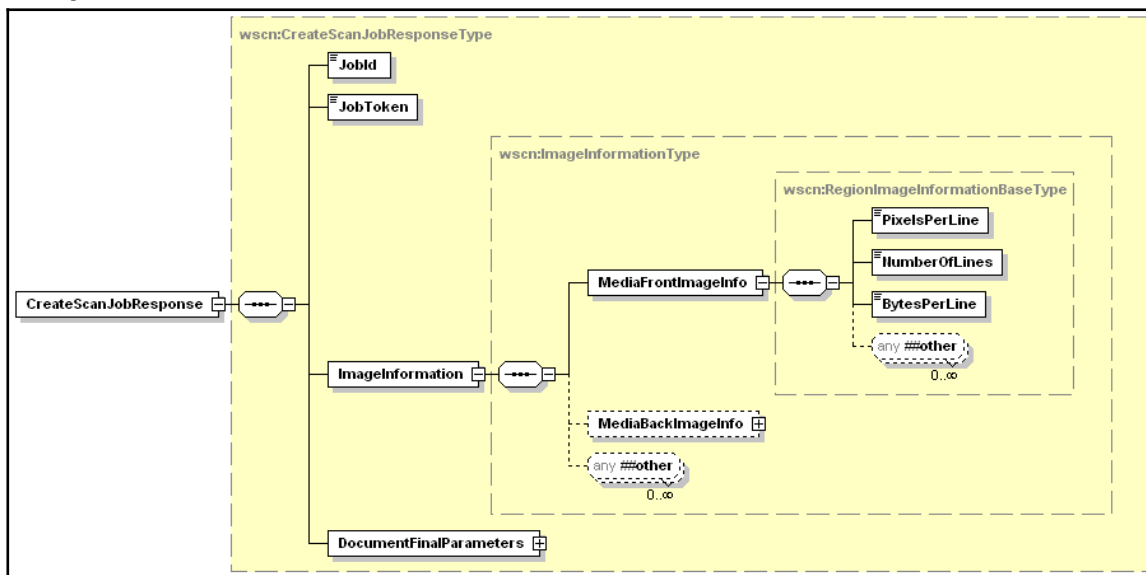 wscn:CreateScanJobResponseType
JobId
JobToken
wscn:ImageInformationType
wscn:RegionImageInformationBaseType
PixelsPerLine
NumberOfLines
MediaFrontImageInfo
BytesPerLine
CreateScanJobResponse
any ##other
0..∞
ImageInformation
MediaBackImageInfo
any ##other
0..∞
DocumentFinalParameters